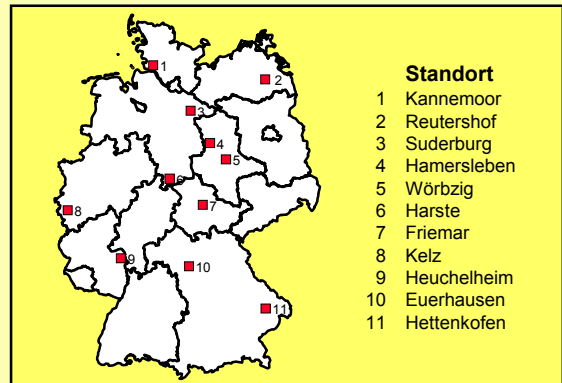 1
2
3
4
5
6
7
8
9
10
11
Standort
1 Kannemoor
2 Reutershof
3 Suderburg
4 Hamersleben
5 Wörbzig
6 Harste
7 Friemar
8 Kelz
9 Heuchelheim
10 Euerhausen
11 Hettenkofen